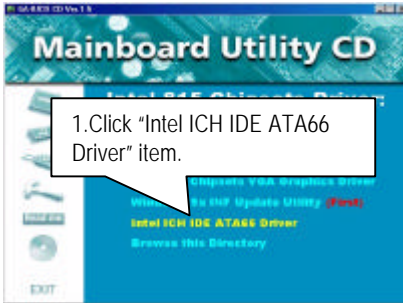 Mainboard Utility CD
Intel 815 Chipsets Driver
1.Click “Intel ICH IDE ATA66
Driver” item.
Chipsets VGA Graphics Driver
INF Update Utility (First)
Intel ICH IDE ATA66 Driver
Browse this Directory
EXIT